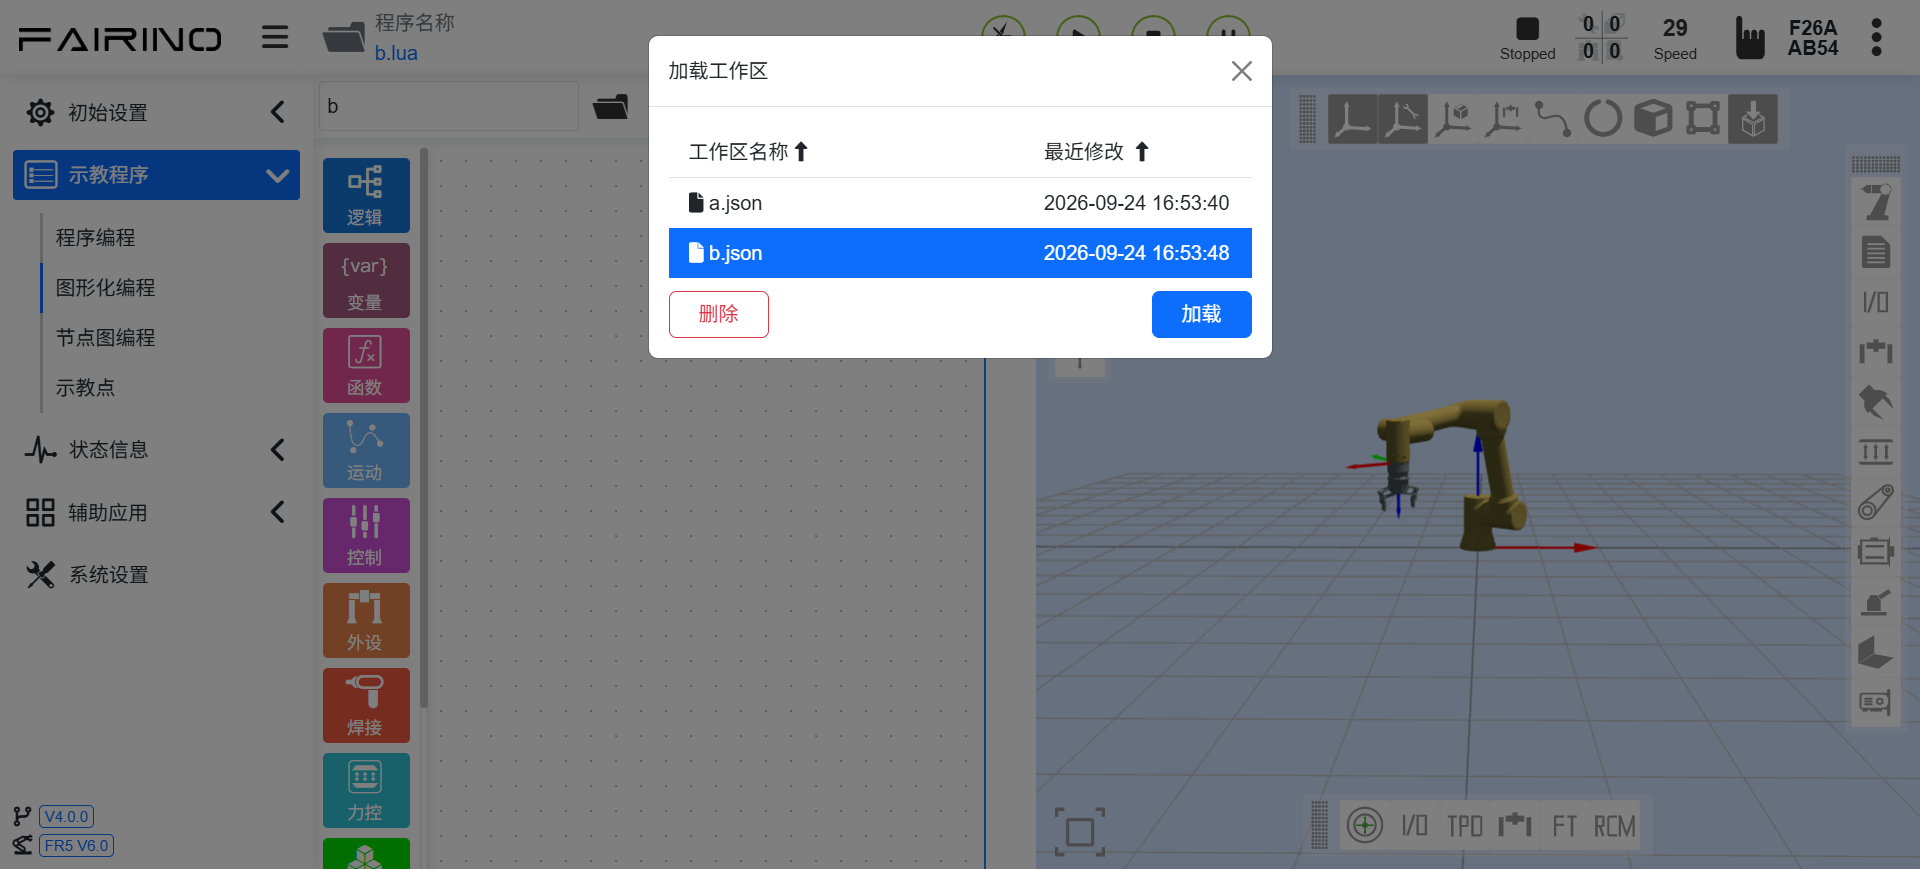 FAIRINO
程序名称
b.lua
Stopped
0 0
0 0
29
Speed
F26A
AB54
初始设置
示教程序
程序编程
图形化编程
节点图编程
示教点
状态信息
辅助应用
系统设置
V4.0.0
FR5 V6.0
b
逻辑
{var}
变量
fx
函数
运动
控制
外设
焊接
力控
加载工作区
工作区名称
最近修改
a.json
2026-09-24 16:53:40
b.json
2026-09-24 16:53:48
删除
加载
I/O
I/O
TPD
FT
RCM